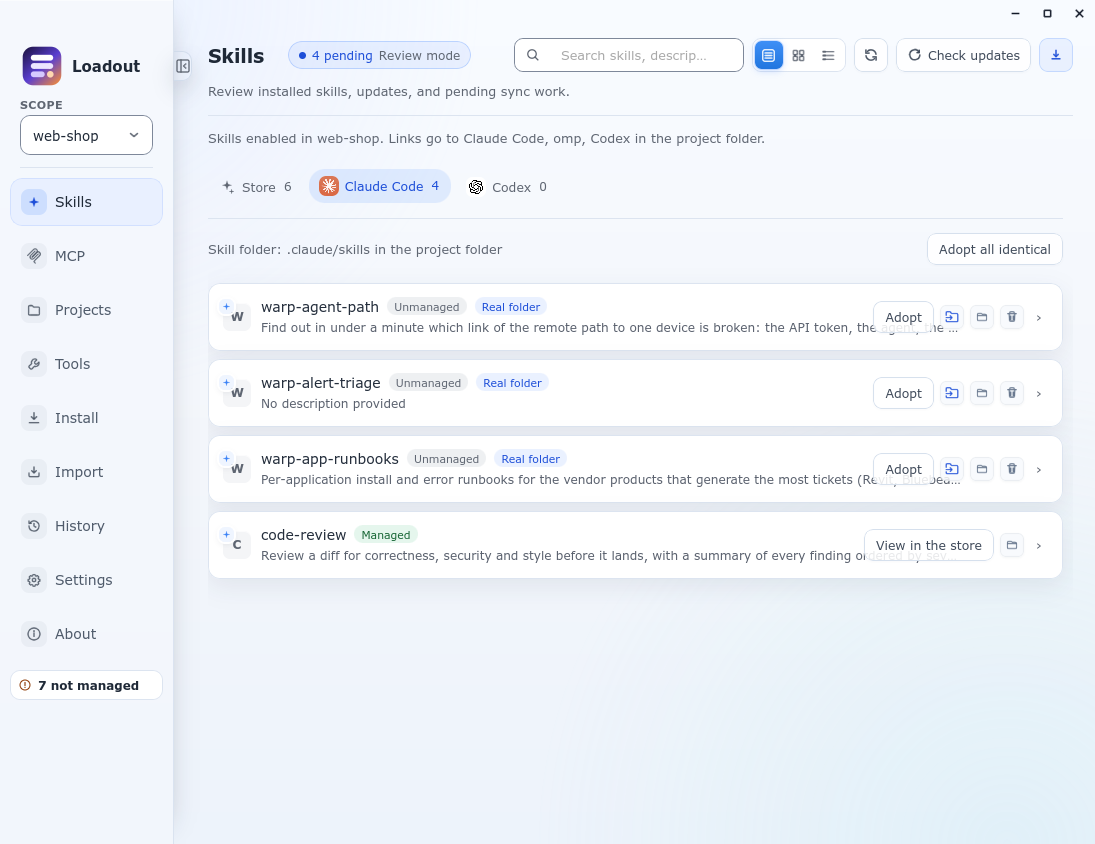 Loadout
SCOPE
web-shop
Skills
MCP
Projects
Tools
Install
Import
History
Settings
About
7 not managed
Skills
4 pending Review mode
Search skills, descrip...
Check updates
Review installed skills, updates, and pending sync work.
Skills enabled in web-shop. Links go to Claude Code, omp, Codex in the project folder.
Store 6
Claude Code 4
Codex 0
Skill folder: .claude/skills in the project folder
Adopt all identical
W
warp-agent-path Unmanaged Real folder
Find out in under a minute which link of the remote path to one device is broken: the API token, the agent, the ...
Adopt
W
warp-alert-triage Unmanaged Real folder
No description provided
Adopt
W
warp-app-runbooks Unmanaged Real folder
Per-application install and error runbooks for the vendor products that generate the most tickets (Revit, Bluebea...
Adopt
C
code-review Managed
Review a diff for correctness, security and style before it lands, with a summary of every finding ordered by sev...
View in the store